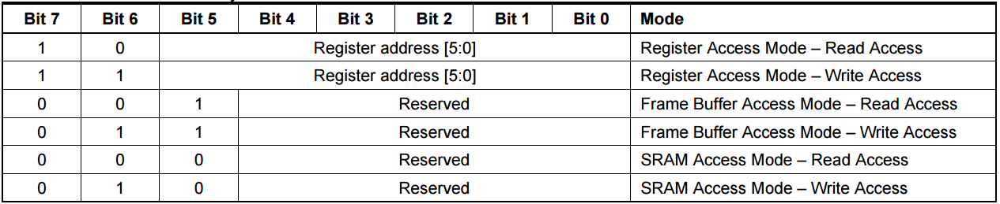 Bit 7 Bit 6 Bit 5 Bit 4 Bit 3 Bit 2 Bit 1 Bit 0 Mode
1 0 Register address [5:0] Register Access Mode – Read Access
1 1 Register address [5:0] Register Access Mode – Write Access
0 0 1 Reserved Frame Buffer Access Mode – Read Access
0 1 1 Reserved Frame Buffer Access Mode – Write Access
0 0 0 Reserved SRAM Access Mode – Read Access
0 1 0 Reserved SRAM Access Mode – Write Access